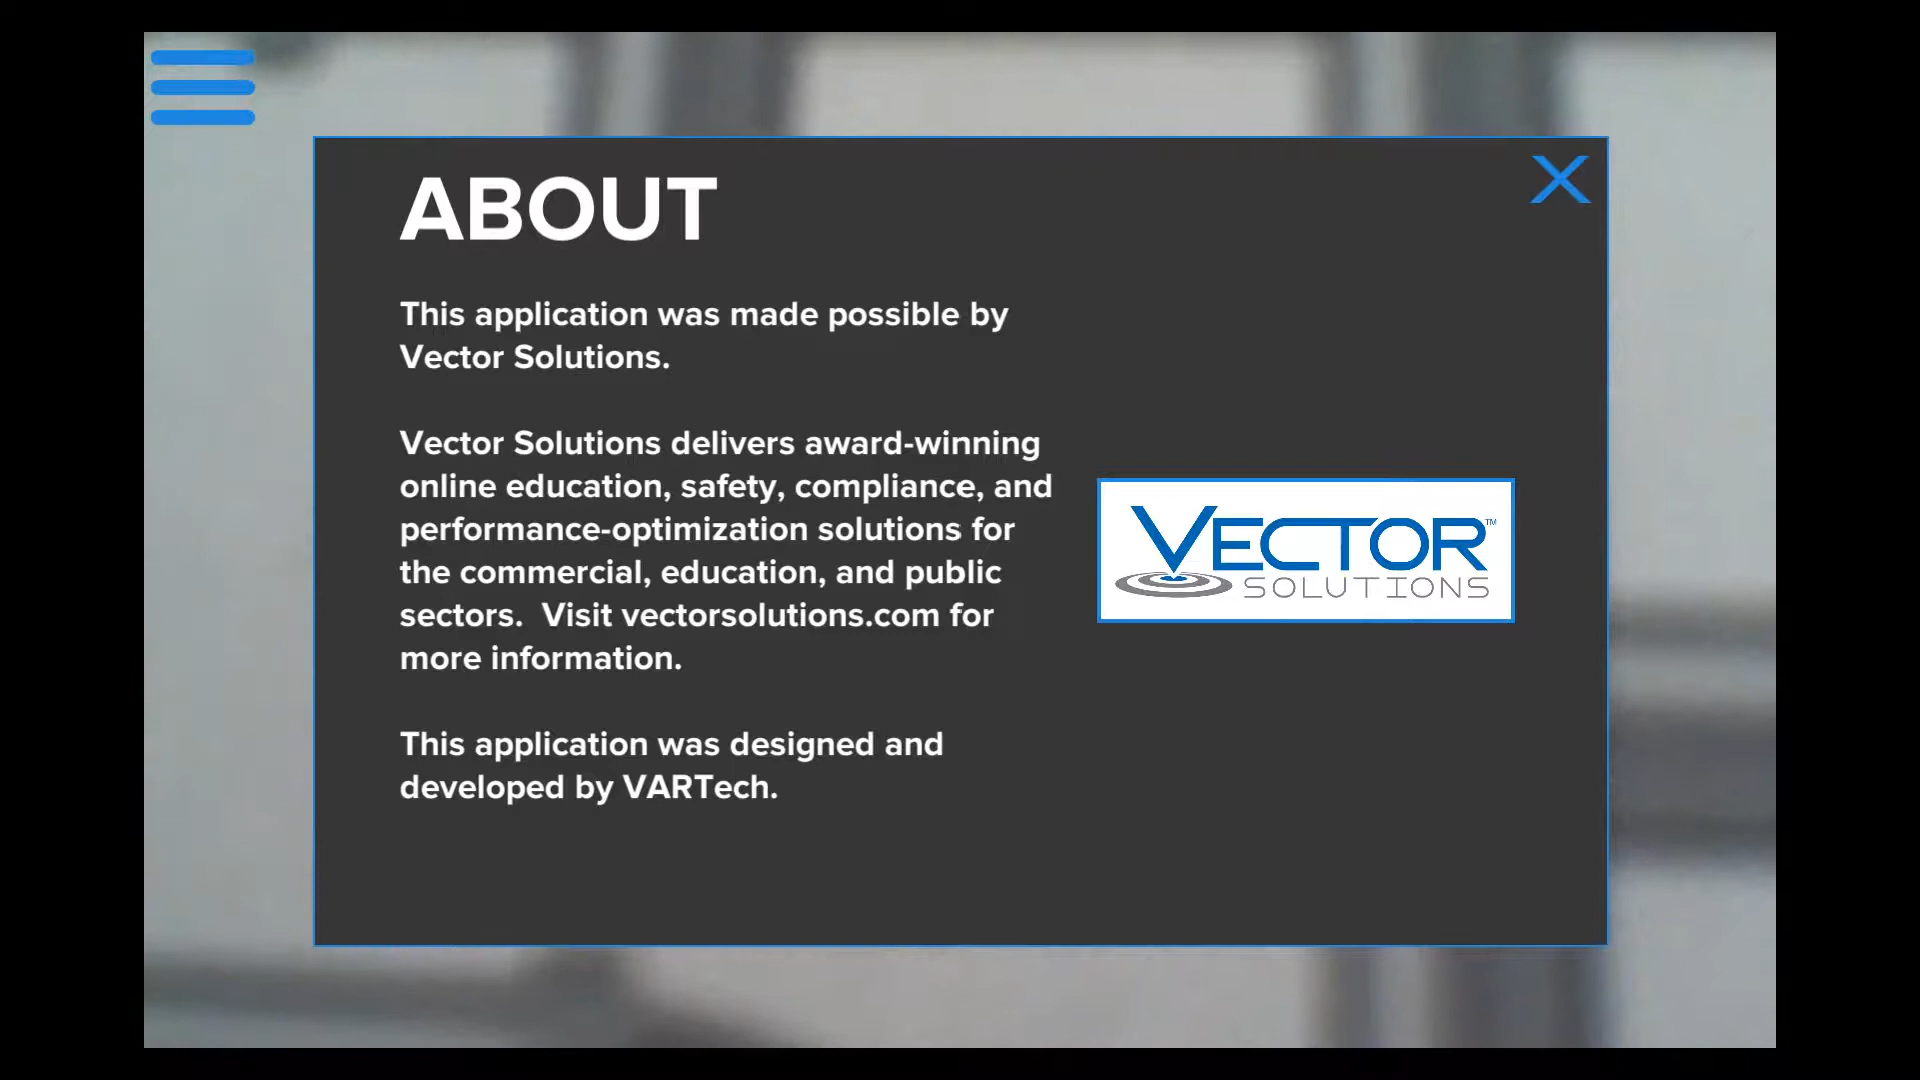 ABOUT
This application was made possible by
Vector Solutions.
Vector Solutions delivers award-winning
online education, safety, compliance, and
performance-optimization solutions for
the commercial, education, and public
sectors.  Visit vectorsolutions.com for
more information.
This application was designed and
developed by VARTech.
VECTOR™
SOLUTIONS